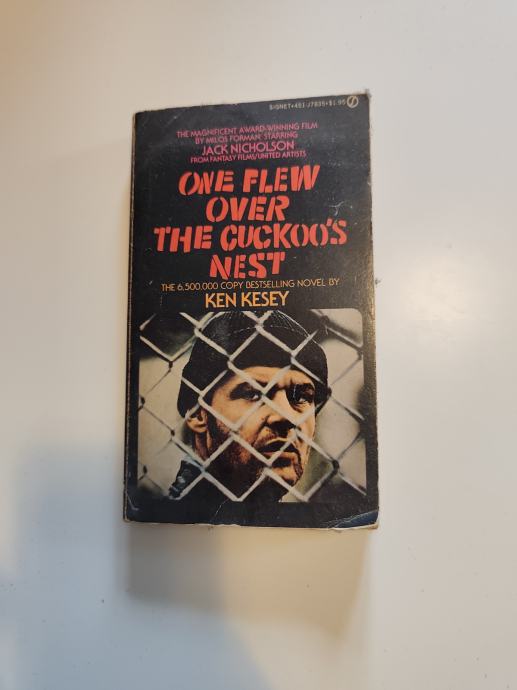 SIGNET•451-J7835•$1.95
THE MAGNIFICENT AWARD-WINNING FILM
BY MILOS FORMAN STARRING
JACK NICHOLSON
FROM FANTASY FILMS/UNITED ARTISTS
ONE FLEW
OVER
THE CUCKOO'S
NEST
THE 6,500,000 COPY BESTSELLING NOVEL BY
KEN KESEY